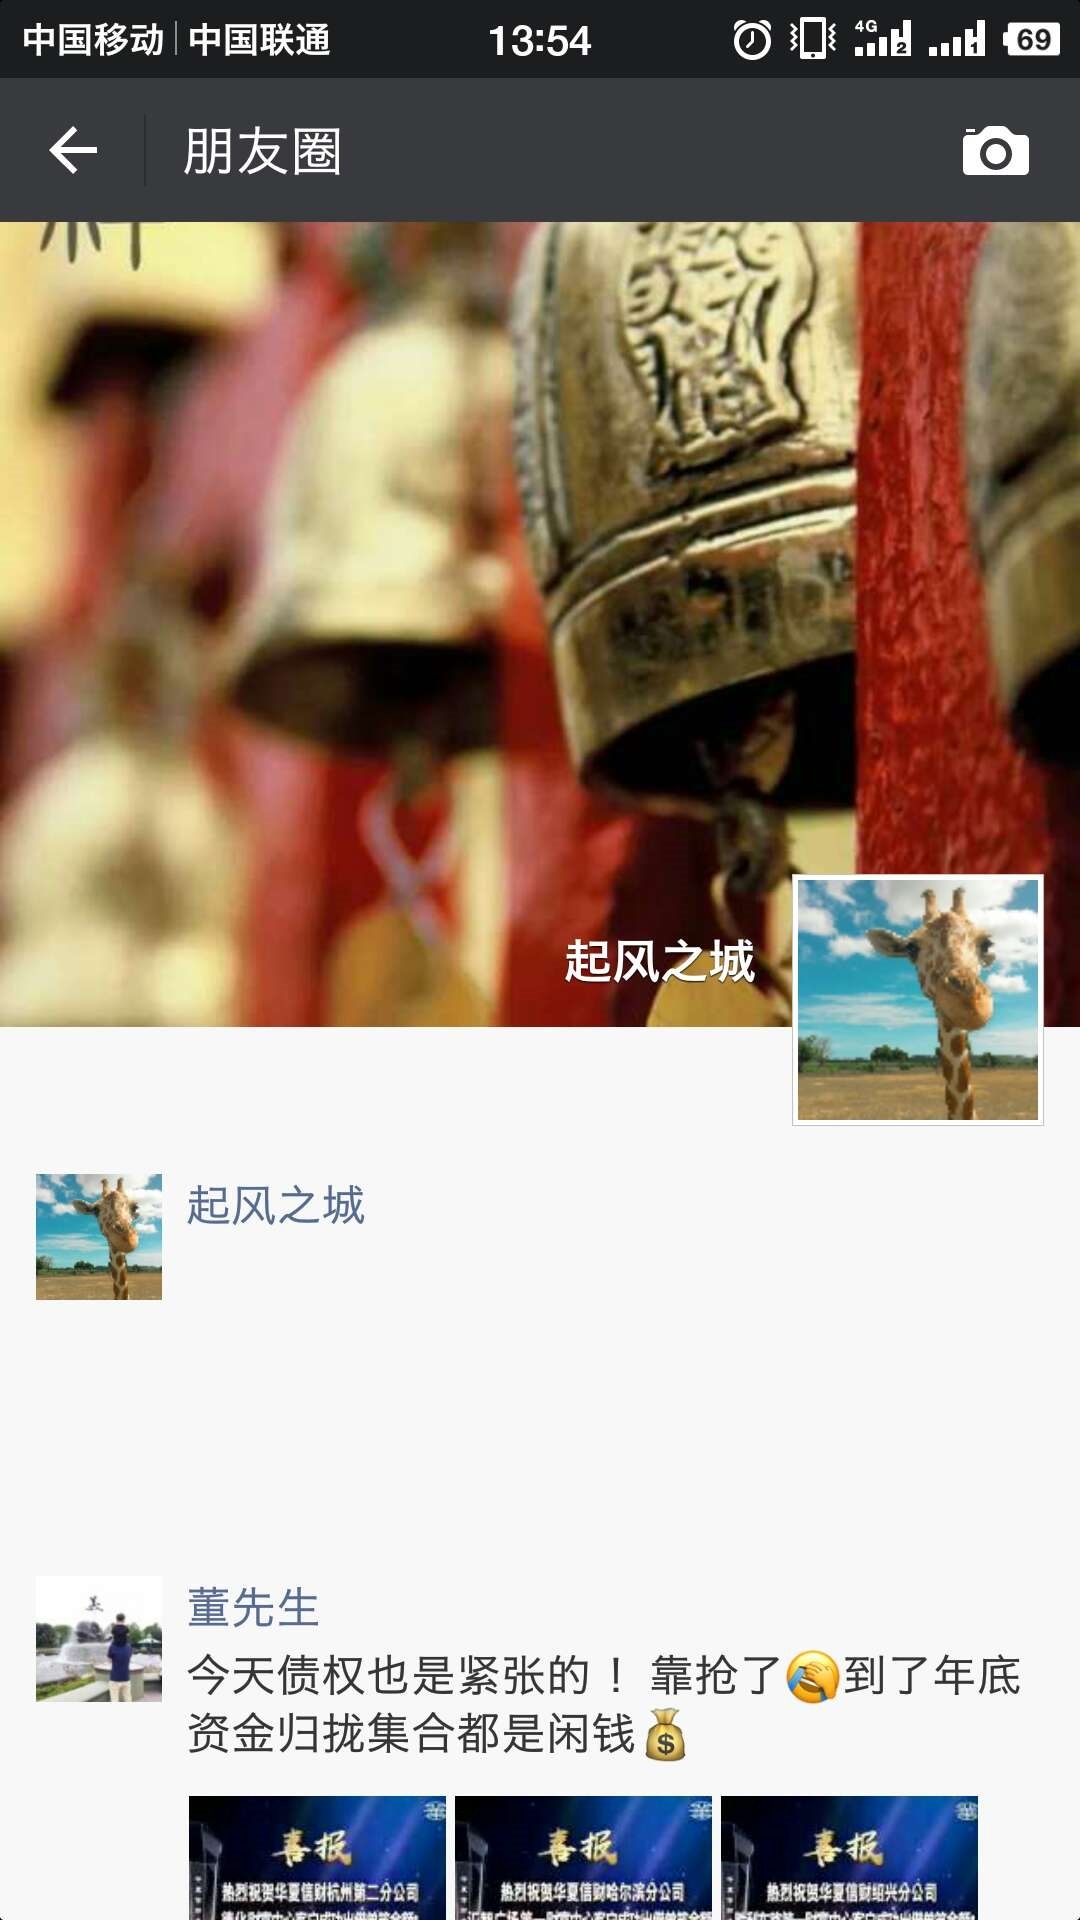 中国移动 中国联通 13:54 4G 2 1 69
朋友圈
起风之城
起风之城
董先生
今天债权也是紧张的！靠抢了到了年底
资金归拢集合都是闲钱
喜报 喜报 喜报
热烈祝贺华夏信财杭州第二分公司 热烈祝贺华夏信财哈尔滨分公司 热烈祝贺华夏信财绍兴分公司